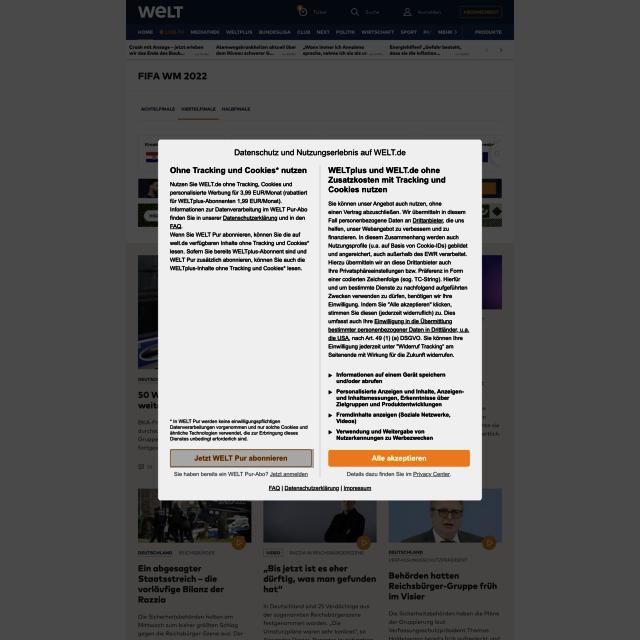 WELT
Ticker
Suche
Anmelden
ABONNEMENT
HOME
LIVE-TV
MEDIATHEK
WELTPLUS
BUNDESLIGA
CLUB
NEXT
POLITIK
WIRTSCHAFT
SPORT
MEHR
PRODUKTE
FIFA WM 2022
ACHTELFINALE
VIERTELFINALE
HALBFINALE
Datenschutz und Nutzungserlebnis auf WELT.de
Ohne Tracking und Cookies* nutzen
Nutzen Sie WELT.de ohne Tracking, Cookies und
personalisierte Werbung für 3,99 EUR/Monat (rabattiert
für WELTplus-Abonnenten 1,99 EUR/Monat).
Informationen zur Datenverarbeitung im WELT Pur-Abo
finden Sie in unserer Datenschutzerklärung und in den
FAQ.
Wenn Sie WELT Pur abonnieren, können Sie die auf
welt.de verfügbaren Inhalte ohne Tracking und Cookies*
lesen. Sofern Sie bereits WELTplus-Abonnent sind und
WELT Pur zusätzlich abonnieren, können Sie auch die
WELTplus-Inhalte ohne Tracking und Cookies* lesen.
* In WELT Pur werden keine einwilligungspflichtigen
Datenverarbeitungen vorgenommen und nur solche Cookies und
ähnliche Technologien verwendet, die zur Erbringung dieses
Dienstes unbedingt erforderlich sind.
Jetzt WELT Pur abonnieren
Sie haben bereits ein WELT Pur-Abo? Jetzt anmelden
WELTplus und WELT.de ohne
Zusatzkosten mit Tracking und
Cookies nutzen
Sie können unser Angebot auch nutzen, ohne
einen Vertrag abzuschließen. Wir übermitteln in diesem
Fall personenbezogene Daten an Drittanbieter, die uns
helfen, unser Webangebot zu verbessern und zu
finanzieren. In diesem Zusammenhang werden auch
Nutzungsprofile (u.a. auf Basis von Cookie-IDs) gebildet
und angereichert, auch außerhalb des EWR verarbeitet.
Hierzu übermitteln wir an diese Drittanbieter auch
Ihre Privatsphäreeinstellungen bzw. Präferenz in Form
einer codierten Zeichenfolge (sog. TC-String). Hierfür
und um bestimmte Dienste zu nachfolgend aufgeführten
Zwecken verwenden zu dürfen, benötigen wir Ihre
Einwilligung. Indem Sie "Alle akzeptieren" klicken,
stimmen Sie diesen (jederzeit widerruflich) zu. Dies
umfasst auch Ihre Einwilligung in die Übermittlung
bestimmter personenbezogener Daten in Drittländer, u.a.
die USA, nach Art. 49 (1) (a) DSGVO. Sie können Ihre
Einwilligung jederzeit unter "Widerruf Tracking" am
Seitenende mit Wirkung für die Zukunft widerrufen.
Informationen auf einem Gerät speichern
und/oder abrufen
Personalisierte Anzeigen und Inhalte, Anzeigen-
und Inhaltsmessungen, Erkenntnisse über
Zielgruppen und Produktentwicklungen
Fremdinhalte anzeigen (Soziale Netzwerke,
Videos)
Verwendung und Weitergabe von
Nutzerkennungen zu Werbezwecken
Alle akzeptieren
Details dazu finden Sie im Privacy Center.
FAQ | Datenschutzerklärung | Impressum
DEUTSCHLAND REICHSBÜRGER
Ein abgesagter
Staatsstreich – die
vorläufige Bilanz der
Razzia
Die Sicherheitsbehörden halten am
Mittwoch zum bisher größten Schlag
gegen die Reichsbürger-Szene aus. Der
VIDEO RAZZIA IN REICHSBÜRGERSZENE
„Bis jetzt ist es eher
dürftig, was man gefunden
hat“
In Deutschland sind 25 Verdächtige aus
der sogenannten Reichsbürgerszene
festgenommen worden. „Die
DEUTSCHLAND
VERFASSUNGSSCHUTZPRÄSIDENT
Behörden hatten
Reichsbürger-Gruppe früh
im Visier
Die Sicherheitsbehörden haben die Pläne
der Gruppierung laut
Verfassungsschutzpräsident Thomas